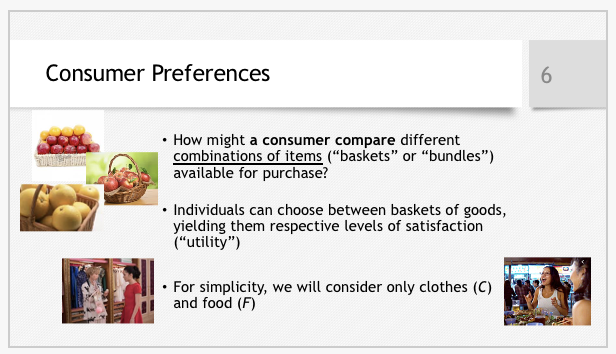 Consumer Preferences
6
• How might a consumer compare different
combinations of items (“baskets” or “bundles”)
available for purchase?
• Individuals can choose between baskets of goods,
yielding them respective levels of satisfaction
(“utility”)
• For simplicity, we will consider only clothes (C)
and food (F)